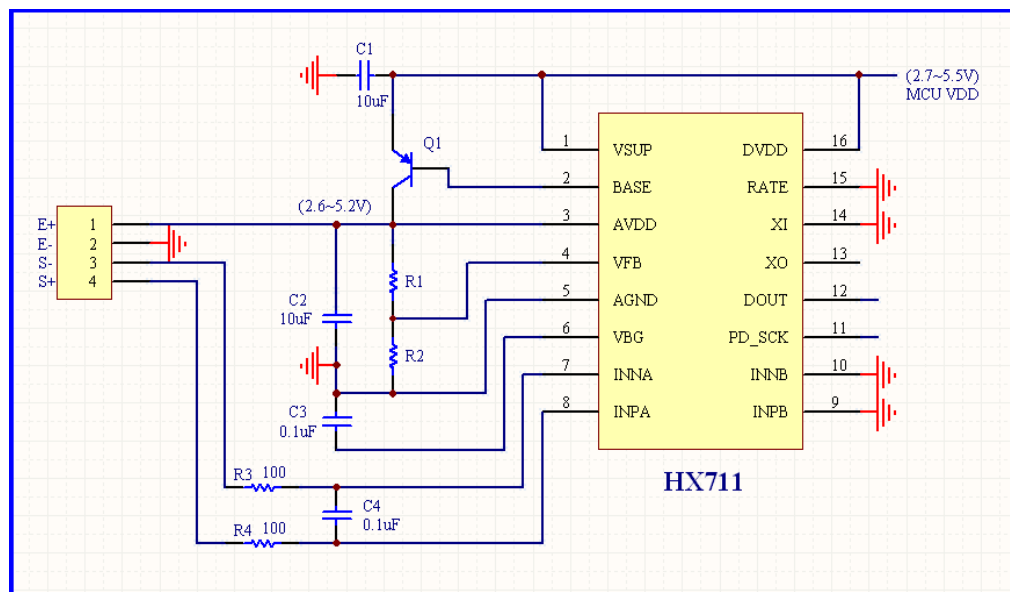 C1
10uF
(2.7~5.5V)
MCU VDD
Q1
1 VSUP DVDD 16
2 BASE RATE 15
(2.6~5.2V)
3 AVDD XI 14
4 VFB XO 13
5 AGND DOUT 12
6 VBG PD_SCK 11
7 INNA INNB 10
8 INPA INPB 9
E+ 1
E- 2
S- 3
S+ 4
R1
C2
10uF
R2
C3
0.1uF
HX711
R3 100
C4
0.1uF
R4 100